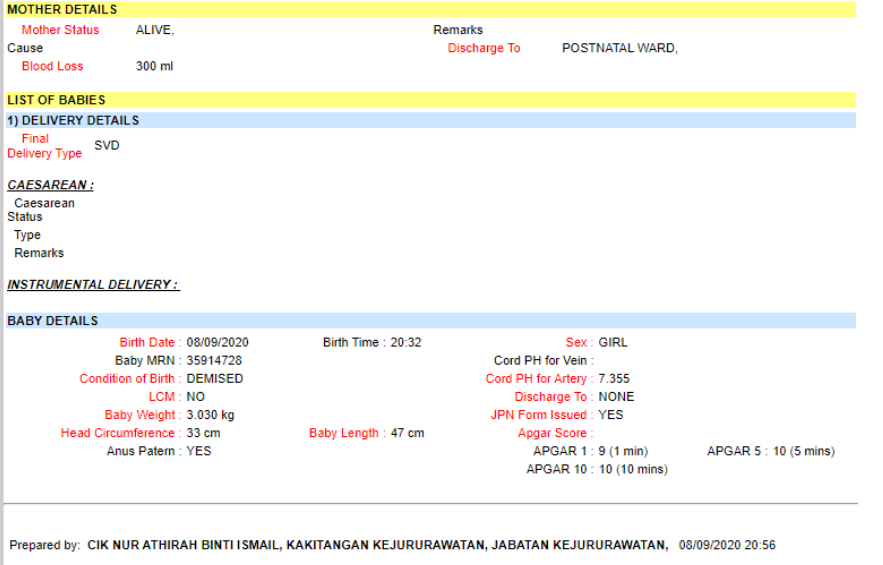 MOTHER DETAILS
Mother Status ALIVE, Remarks
Cause Discharge To POSTNATAL WARD,
Blood Loss 300 ml
LIST OF BABIES
1) DELIVERY DETAILS
Final
Delivery Type SVD
CAESAREAN :
Caesarean
Status
Type
Remarks
INSTRUMENTAL DELIVERY :
BABY DETAILS
Birth Date : 08/09/2020 Birth Time : 20:32 Sex : GIRL
Baby MRN : 35914728 Cord PH for Vein :
Condition of Birth : DEMISED Cord PH for Artery : 7.355
LCM : NO Discharge To : NONE
Baby Weight : 3.030 kg JPN Form Issued : YES
Head Circumference : 33 cm Baby Length : 47 cm Apgar Score :
Anus Patern : YES APGAR 1 : 9 (1 min) APGAR 5 : 10 (5 mins)
APGAR 10 : 10 (10 mins)
Prepared by: CIK NUR ATHIRAH BINTI ISMAIL, KAKITANGAN KEJURURAWATAN, JABATAN KEJURURAWATAN, 08/09/2020 20:56